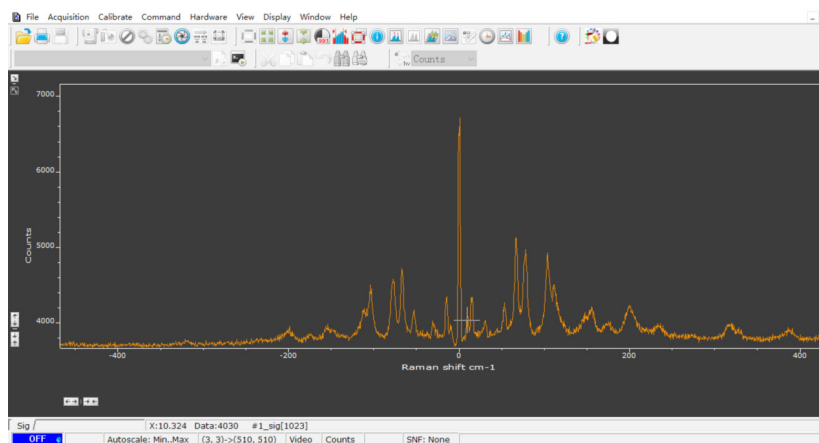 File Acquisition Calibrate Command Hardware View Display Window Help
Counts
7000
6000
5000
4000
Counts
-400 -200 0 200 400
Raman shift cm-1
Sig X:10.324 Data:4030 #1_sig[1023]
OFF Autoscale: Min..Max (3, 3)->(510, 510) Video Counts SNF: None